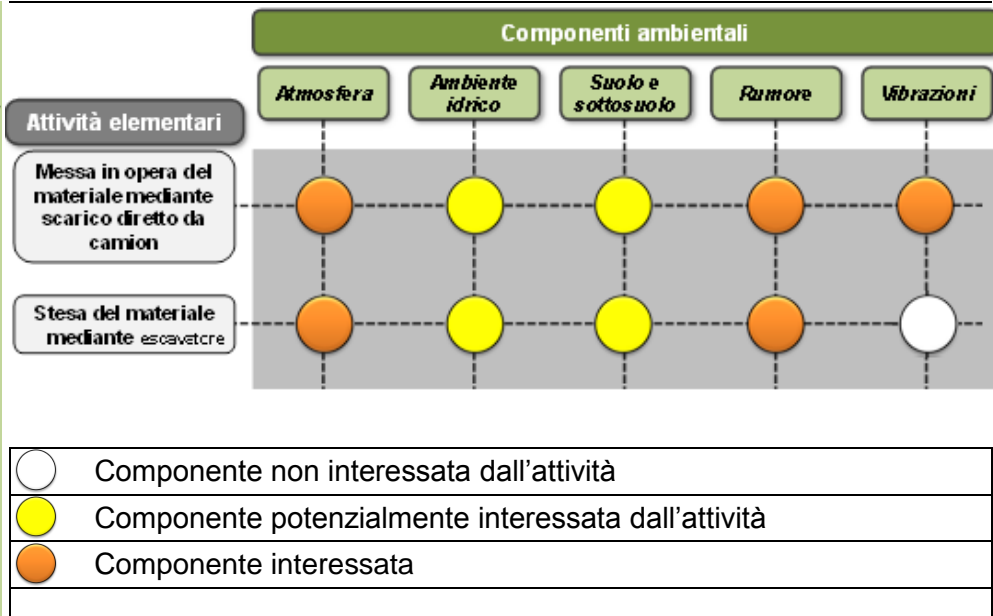 Componenti ambientali
Atmosfera
Ambiente
idrico
Suolo e
sottosuolo
Rumore
Vibrazioni
Attività elementari
Messa in opera del
materiale mediante
scarico diretto da
camion
Stesa del materiale
mediante escavatore
Componente non interessata dall'attività
Componente potenzialmente interessata dall'attività
Componente interessata